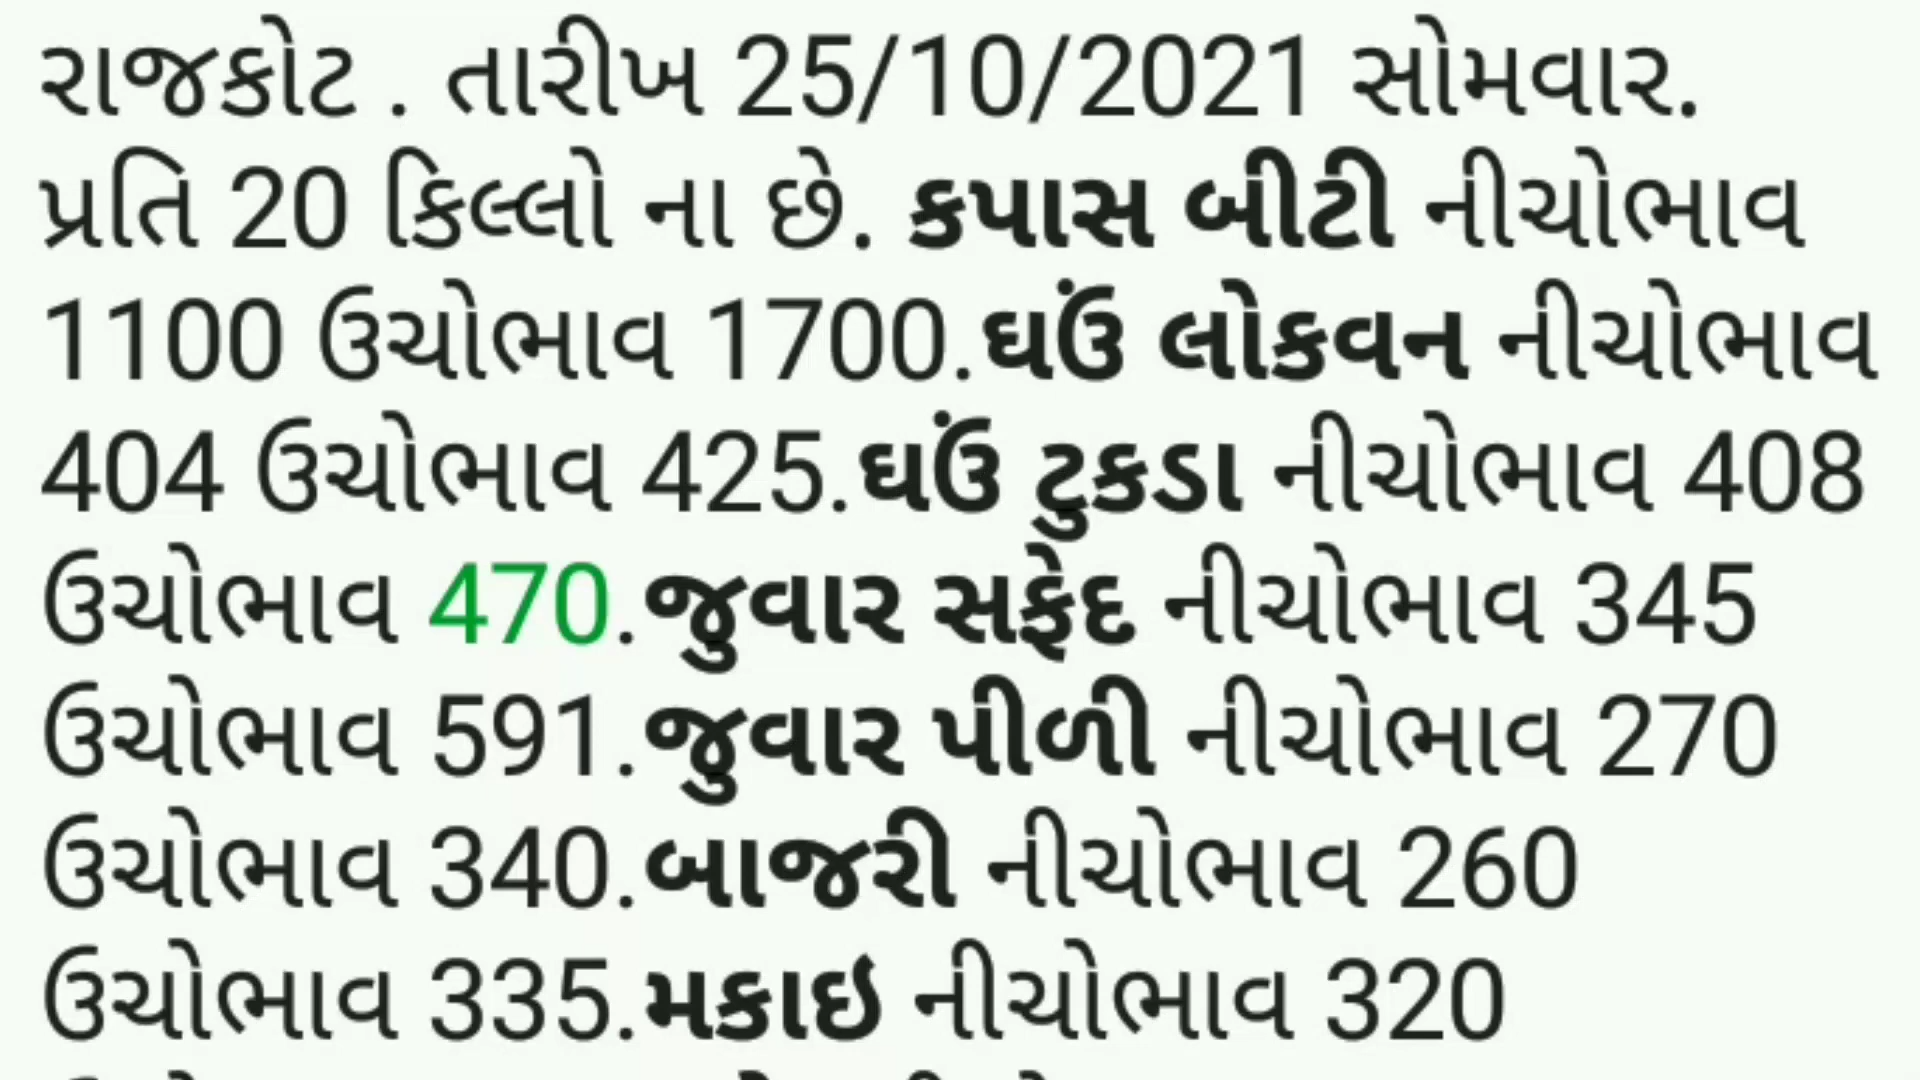 રાજકોટ . તારીખ 25/10/2021 સોમવાર.
પ્રતિ 20 કિલ્લો ના છે. કપાસ બીટી નીચોભાવ
1100 ઉચોભાવ 1700.ઘઉં લોકવન નીચોભાવ
404 ઉચોભાવ 425.ઘઉં ટુકડા નીચોભાવ 408
ઉચોભાવ 470.જુવાર સફેદ નીચોભાવ 345
ઉચોભાવ 591.જુવાર પીળી નીચોભાવ 270
ઉચોભાવ 340.બાજરી નીચોભાવ 260
ઉચોભાવ 335.મકાઇ નીચોભાવ 320